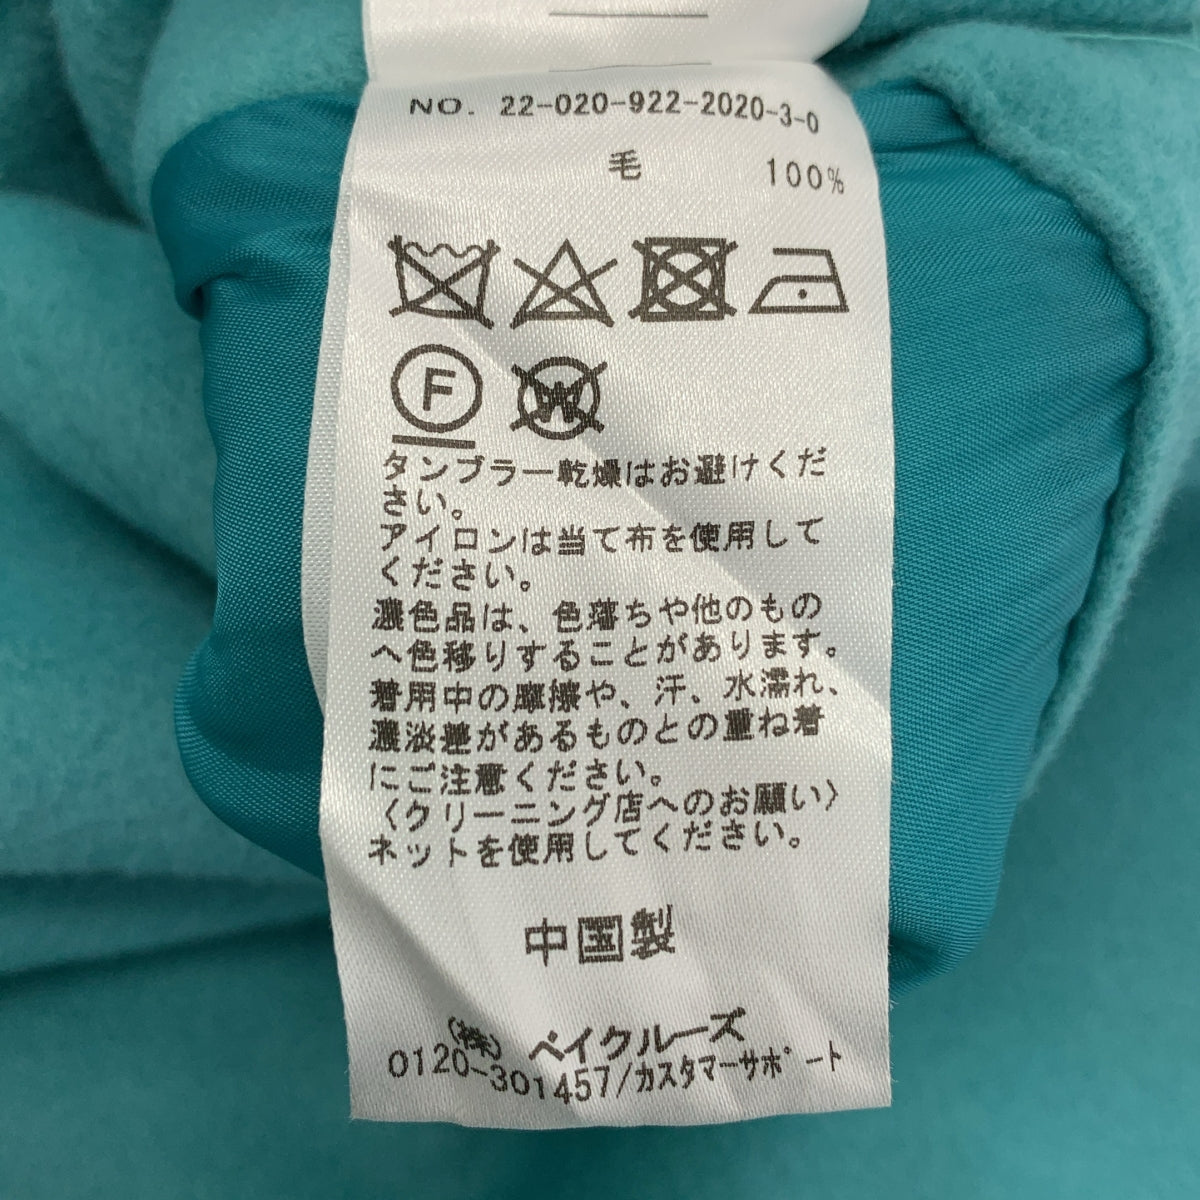 NO. 22-020-922-2020-3-0
毛 100%
F
W
タンブラー乾燥はお避けくだ
さい。
アイロンは当て布を使用して
ください。
濃色品は、色落ちや他のもの
へ色移りすることがあります。
着用中の摩擦や、汗、水濡れ、
濃淡差があるものとの重ね着
にご注意ください。
〈クリーニング店へのお願い〉
ネットを使用してください。
中国製
(株) ベイクルーズ
0120-301457/カスタマーサポート